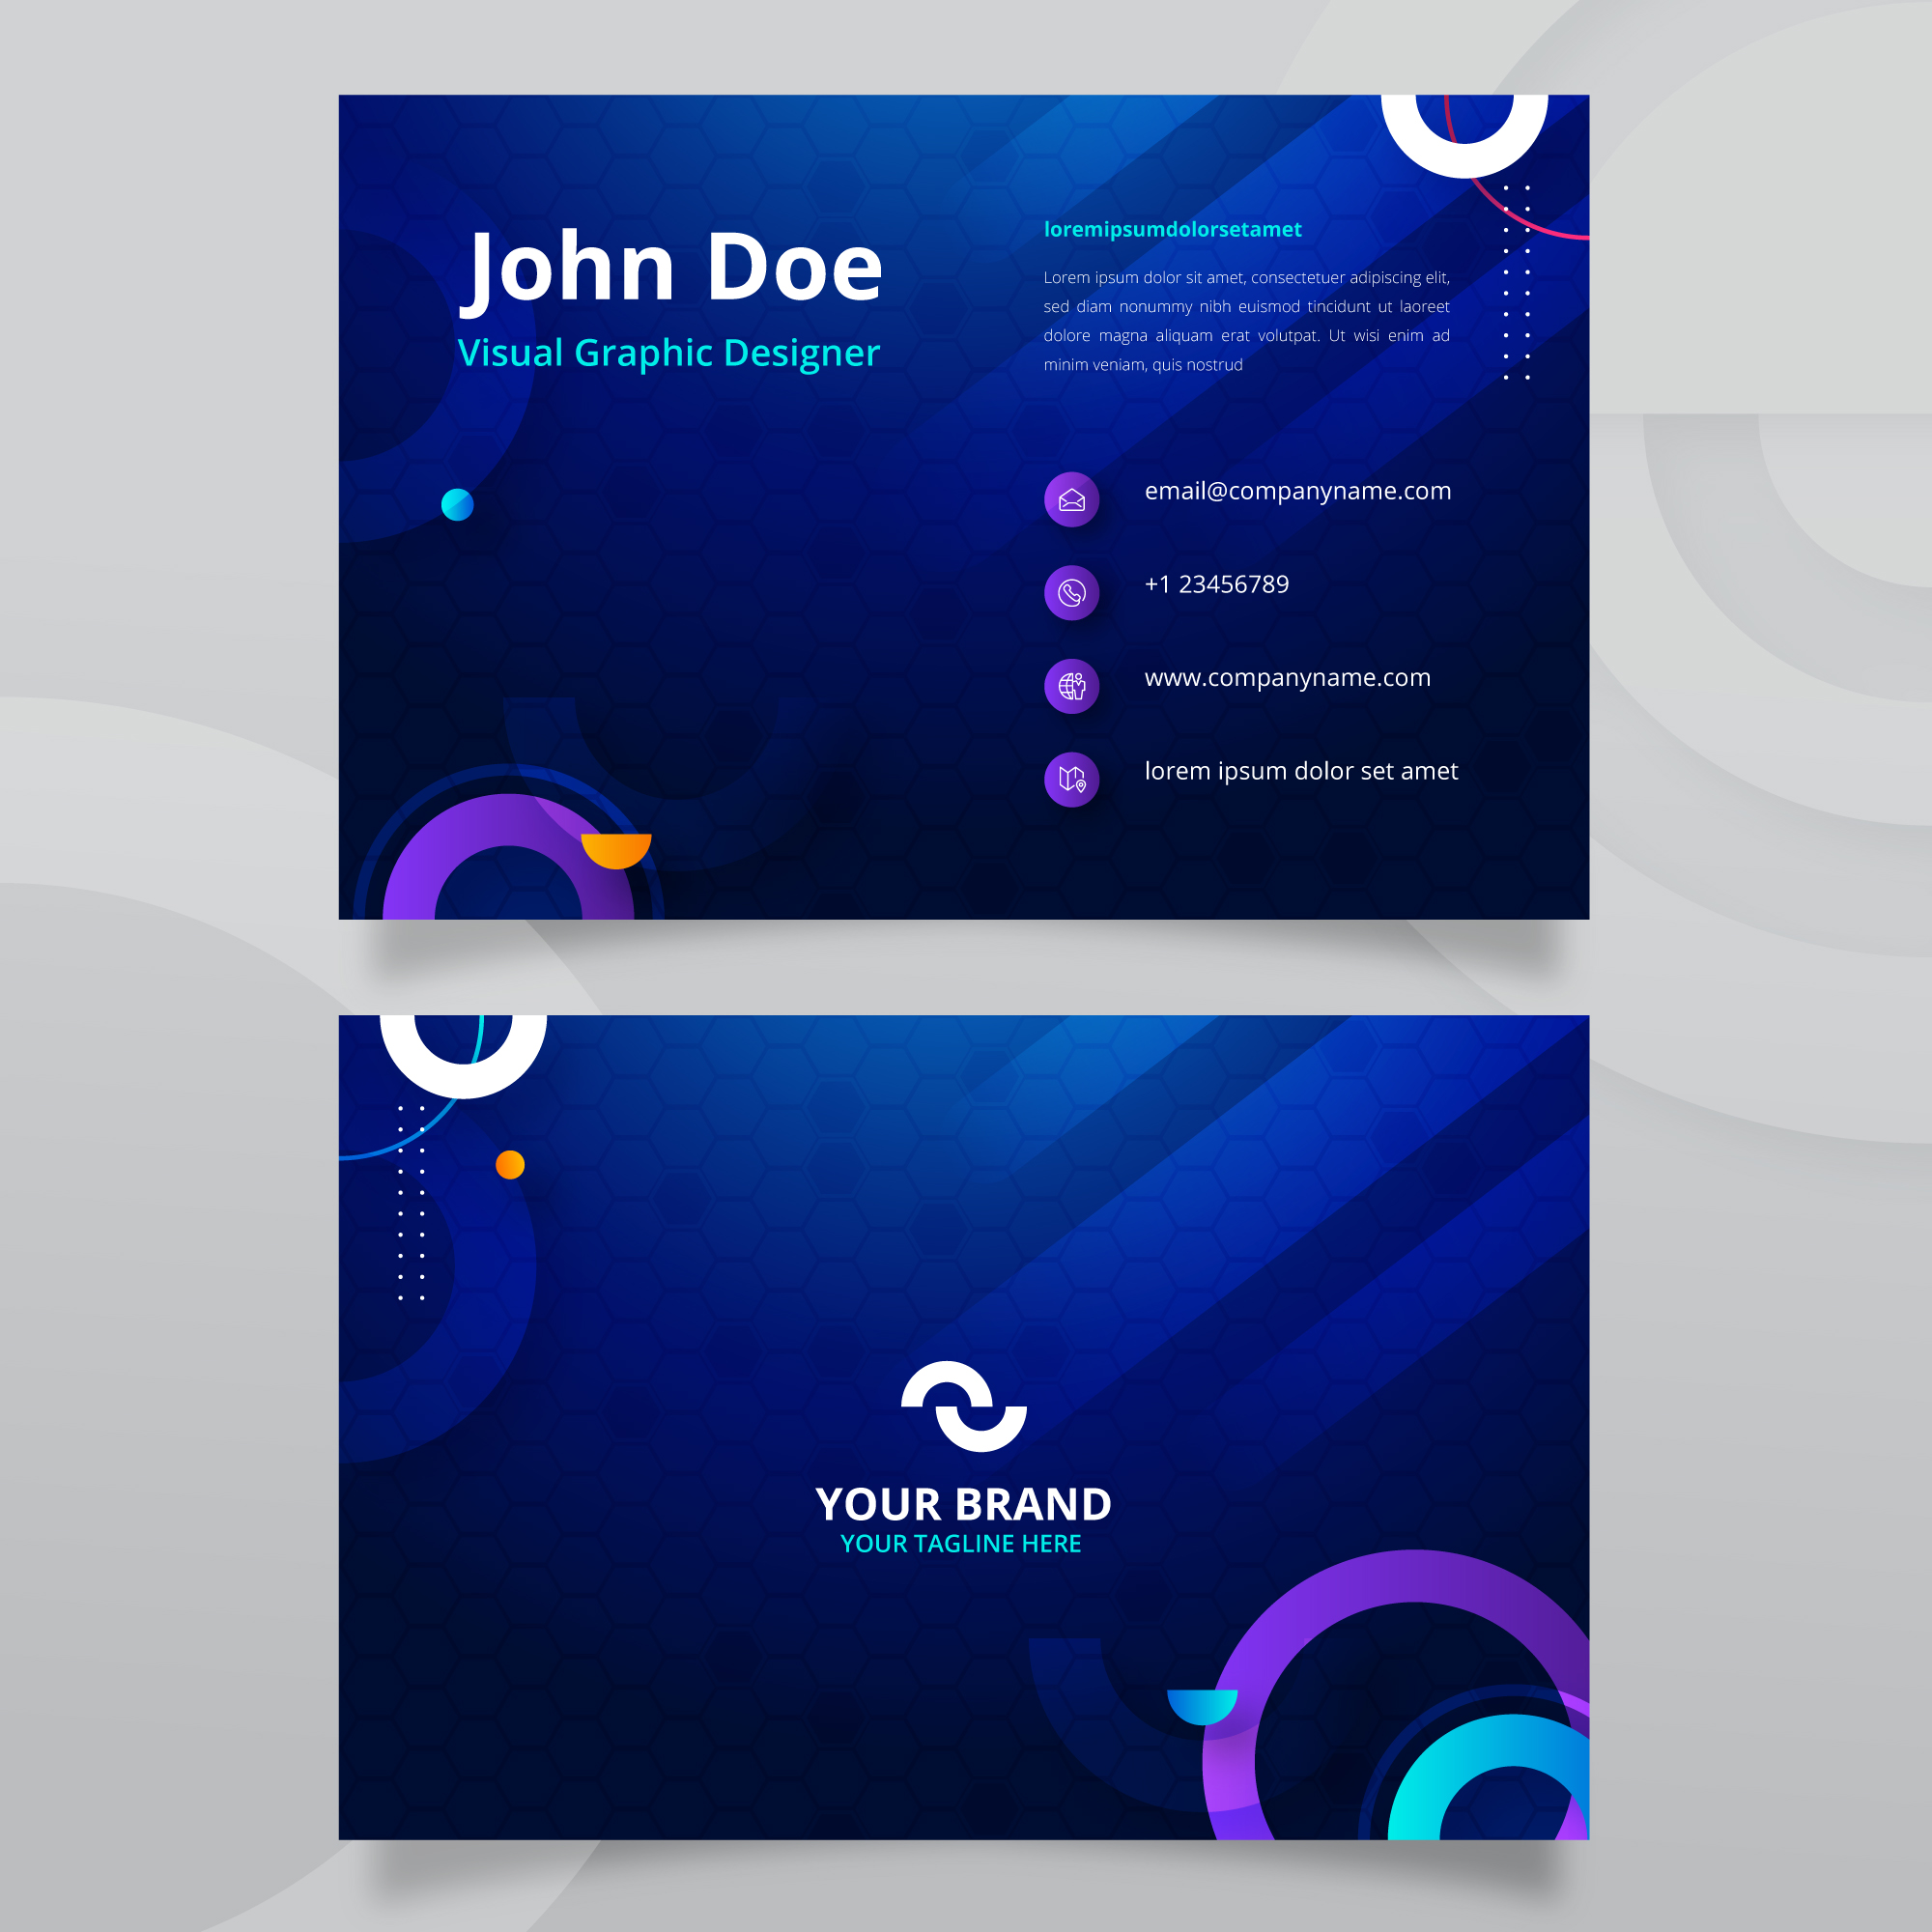 John Doe
Visual Graphic Designer
loremipsumdolorsetamet
Lorem ipsum dolor sit amet, consectetuer adipiscing elit,
sed diam nonummy nibh euismod tincidunt ut laoreet
dolore magna aliquam erat volutpat. Ut wisi enim ad
minim veniam, quis nostrud
email@companyname.com
+1 23456789
www.companyname.com
lorem ipsum dolor set amet
YOUR BRAND
YOUR TAGLINE HERE